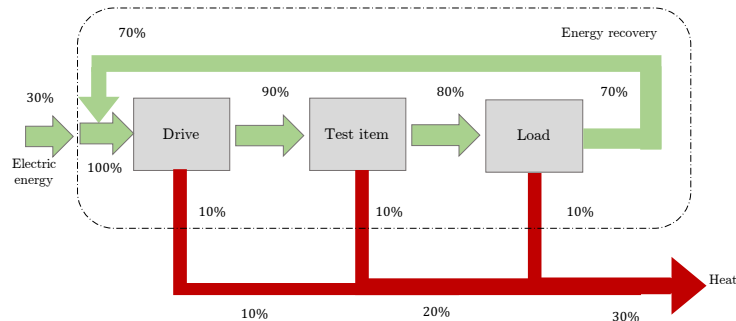 70%
Energy recovery
30%
90%
80%
70%
Drive
Test item
Load
Electric
energy
100%
10%
10%
10%
Heat
10%
20%
30%